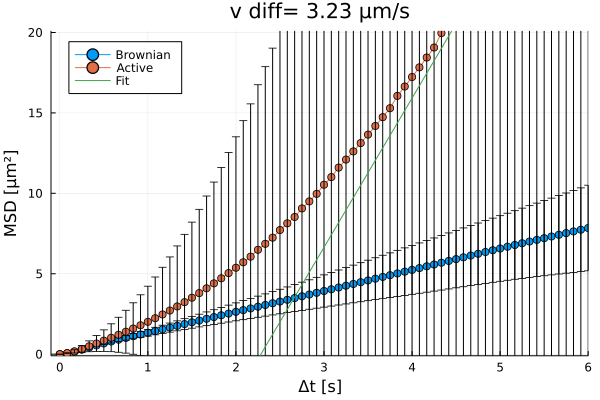 v diff= 3.23 μm/s
Brownian
Active
Fit
MSD [μm²]
20
15
10
5
0
0 1 2 3 4 5 6
Δt [s]